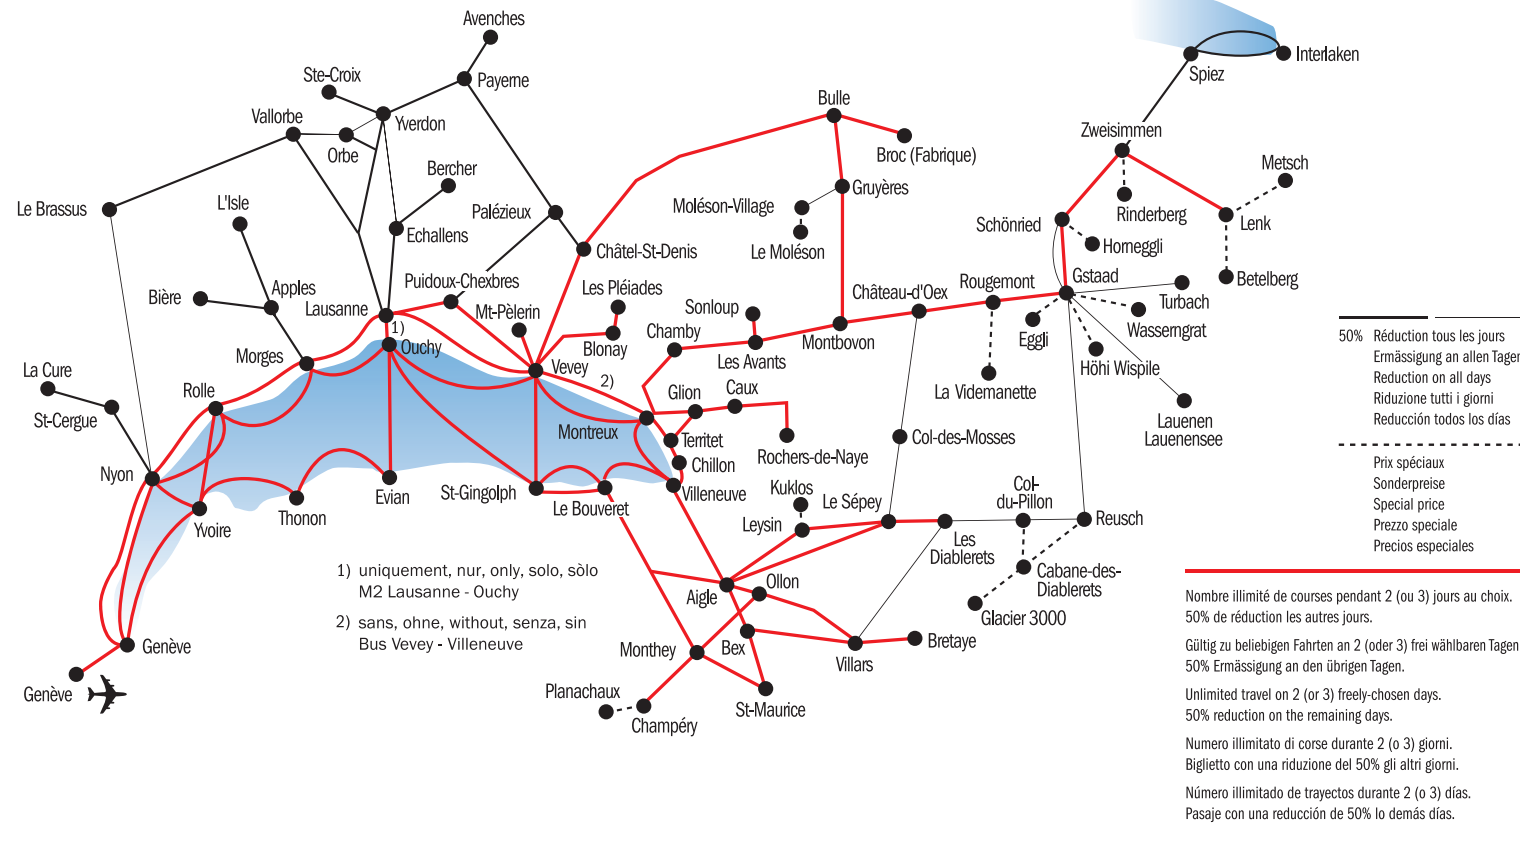 Avenches
Ste-Croix
Payerne
Vallorbe
Yverdon
Orbe
Bercher
Le Brassus
L'Isle
Palézieux
Echallens
Châtel-St-Denis
Bière
Apples
Lausanne
Puidoux-Chexbres
Mt-Pèlerin
Les Pléiades
1)
Ouchy
Blonay
Morges
Vevey
2)
La Cure
Rolle
St-Cergue
Montreux
Nyon
Evian
St-Gingolph
Le Bouveret
Villeneuve
Yvoire
Thonon
Genève
Genève
Bulle
Broc (Fabrique)
Gruyères
Moléson-Village
Le Moléson
Sonloup
Chamby
Les Avants
Montbovon
Château-d'Oex
Rougemont
Glion
Caux
Territet
Chillon
Rochers-de-Naye
La Videmanette
Col-des-Mosses
Kuklos
Leysin
Le Sépey
Les
Diablerets
Col-
du-Pillon
Reusch
Cabane-des-
Diablerets
Glacier 3000
Aigle
Ollon
Bex
Villars
Bretaye
Monthey
St-Maurice
Planachaux
Champéry
Interlaken
Spiez
Zweisimmen
Metsch
Rinderberg
Lenk
Schönried
Horneggli
Betelberg
Gstaad
Turbach
Eggli
Wasserngrat
Höhi Wispile
Lauenen
Lauenensee
1) uniquement, nur, only, solo, sòlo
M2 Lausanne - Ouchy
2) sans, ohne, without, senza, sin
Bus Vevey - Villeneuve
50% Réduction tous les jours
Ermässigung an allen Tagen
Reduction on all days
Riduzione tutti i giorni
Reducción todos los días
Prix spéciaux
Sonderpreise
Special price
Prezzo speciale
Precios especiales
Nombre illimité de courses pendant 2 (ou 3) jours au choix.
50% de réduction les autres jours.
Gültig zu beliebigen Fahrten an 2 (oder 3) frei wählbaren Tagen
50% Ermässigung an den übrigen Tagen.
Unlimited travel on 2 (or 3) freely-chosen days.
50% reduction on the remaining days.
Numero illimitato di corse durante 2 (o 3) giorni.
Biglietto con una riduzione del 50% gli altri giorni.
Número illimitado de trayectos durante 2 (o 3) días.
Pasaje con una reducción de 50% lo demás días.